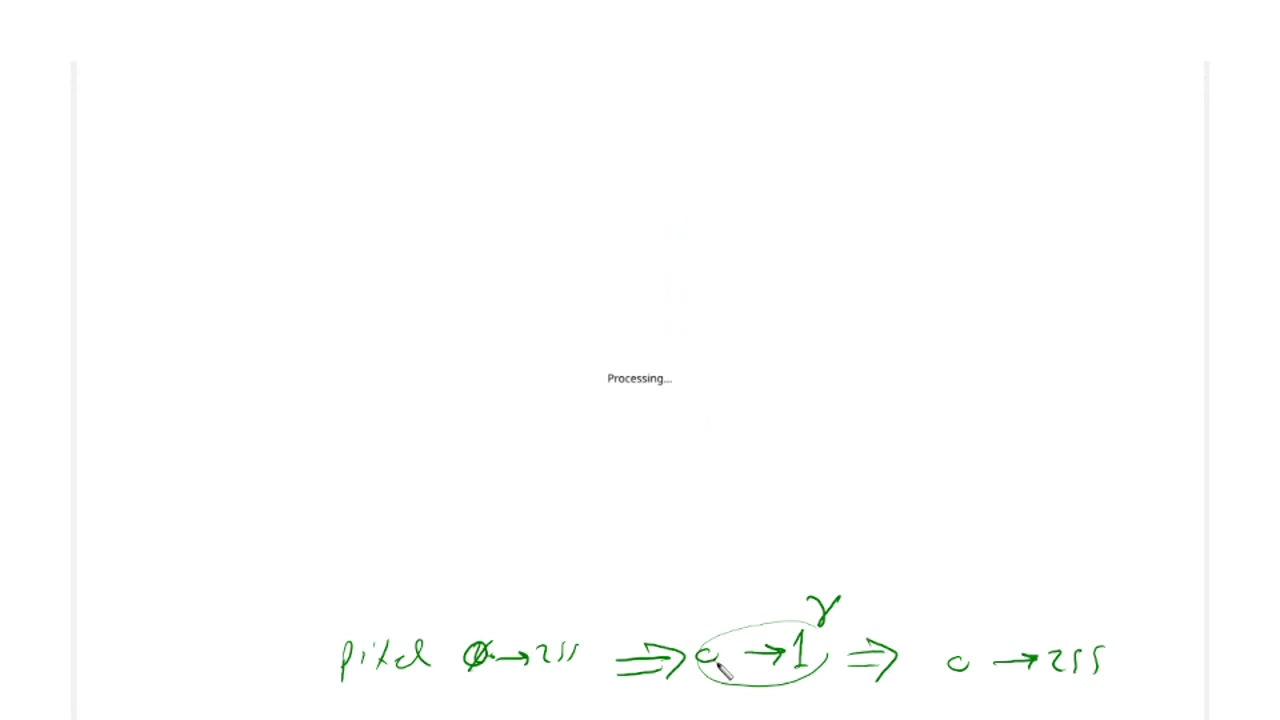 Processing...
γ
pixel 0→255 ⇒ 0 →1 ⇒ 0 →255